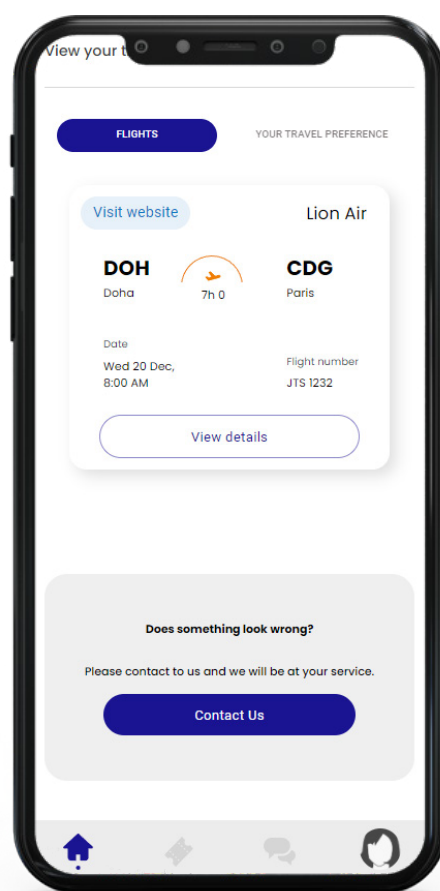 View your t
FLIGHTS
YOUR TRAVEL PREFERENCE
Visit website
Lion Air
DOH
CDG
Doha
7h 0
Paris
Date
Wed 20 Dec,
8:00 AM
Flight number
JTS 1232
View details
Does something look wrong?
Please contact to us and we will be at your service.
Contact Us